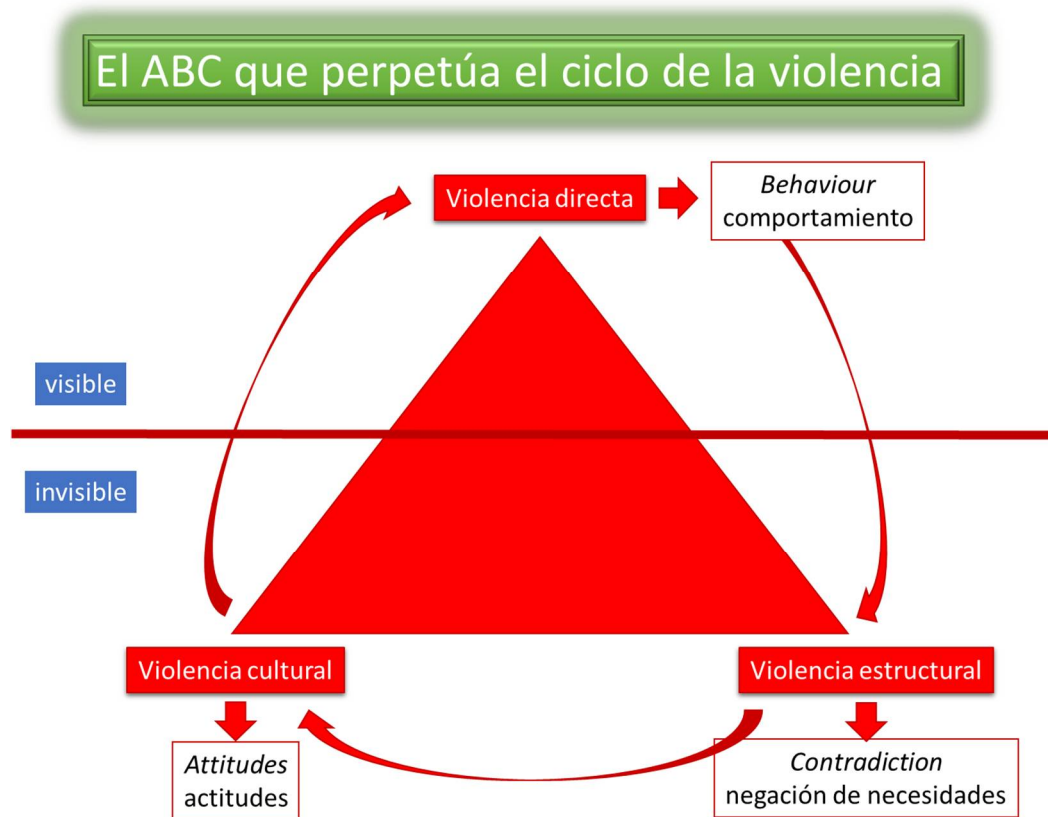 El ABC que perpetúa el ciclo de la violencia
Violencia directa
Behaviour
comportamiento
visible
invisible
Violencia cultural
Violencia estructural
Attitudes
actitudes
Contradiction
negación de necesidades